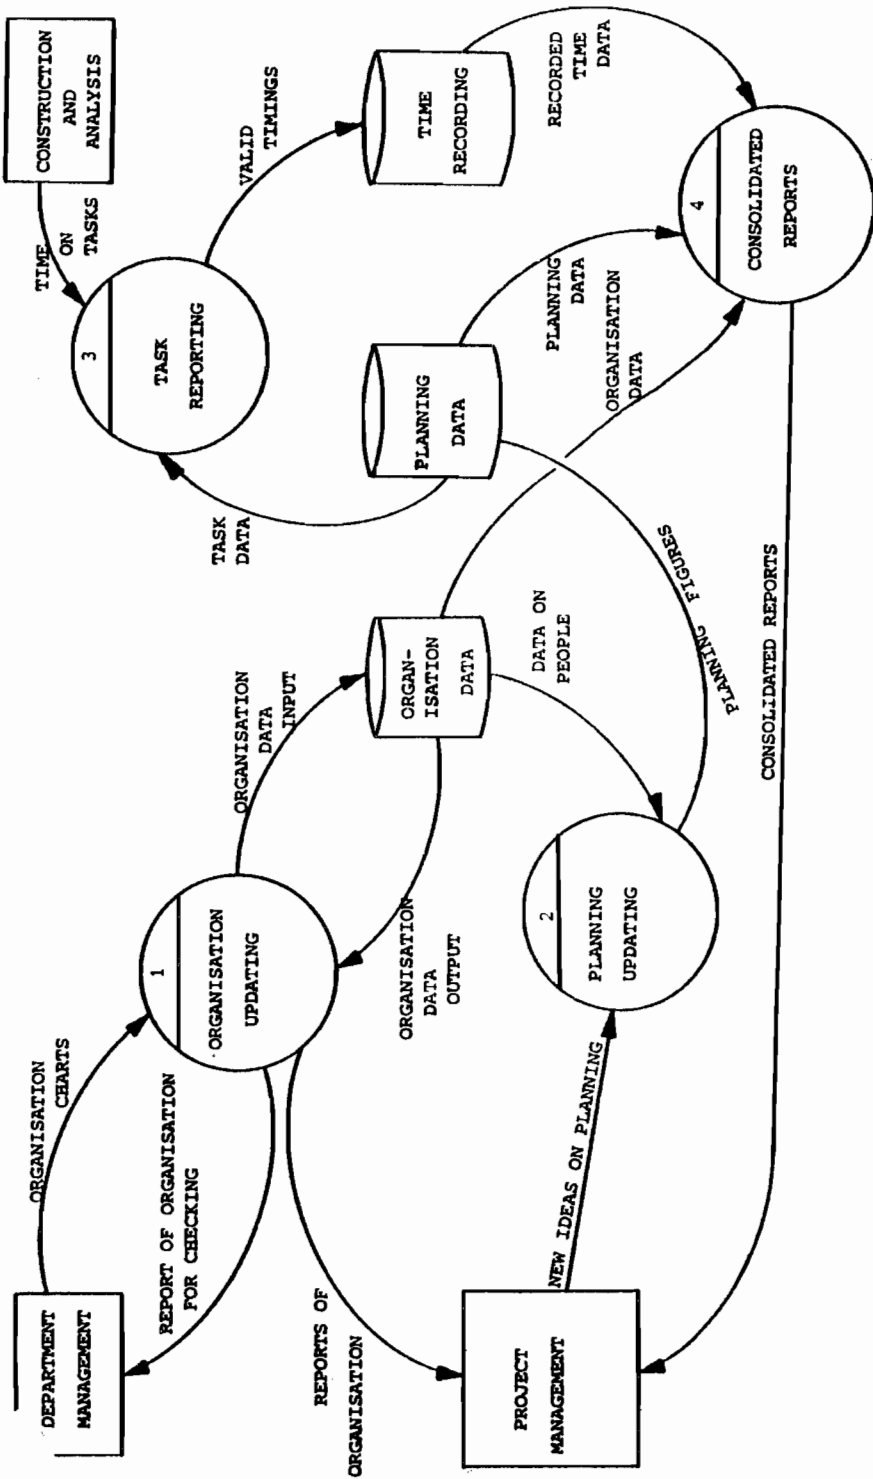 DEPARTMENT
MANAGEMENT
ORGANISATION
CHARTS
REPORT OF ORGANISATION
FOR CHECKING
1
ORGANISATION
UPDATING
REPORTS OF
ORGANISATION
ORGANISATION
DATA
INPUT
ORGANISATION
DATA
OUTPUT
ORGAN-
ISATION
DATA
DATA ON
PEOPLE
PROJECT
MANAGEMENT
NEW IDEAS ON PLANNING
2
PLANNING
UPDATING
PLANNING FIGURES
CONSTRUCTION
AND
ANALYSIS
TIME
ON
TASKS
3
TASK
REPORTING
TASK
DATA
VALID
TIMINGS
TIME
RECORDING
RECORDED
TIME
DATA
PLANNING
DATA
PLANNING
DATA
ORGANISATION
DATA
4
CONSOLIDATED
REPORTS
CONSOLIDATED REPORTS